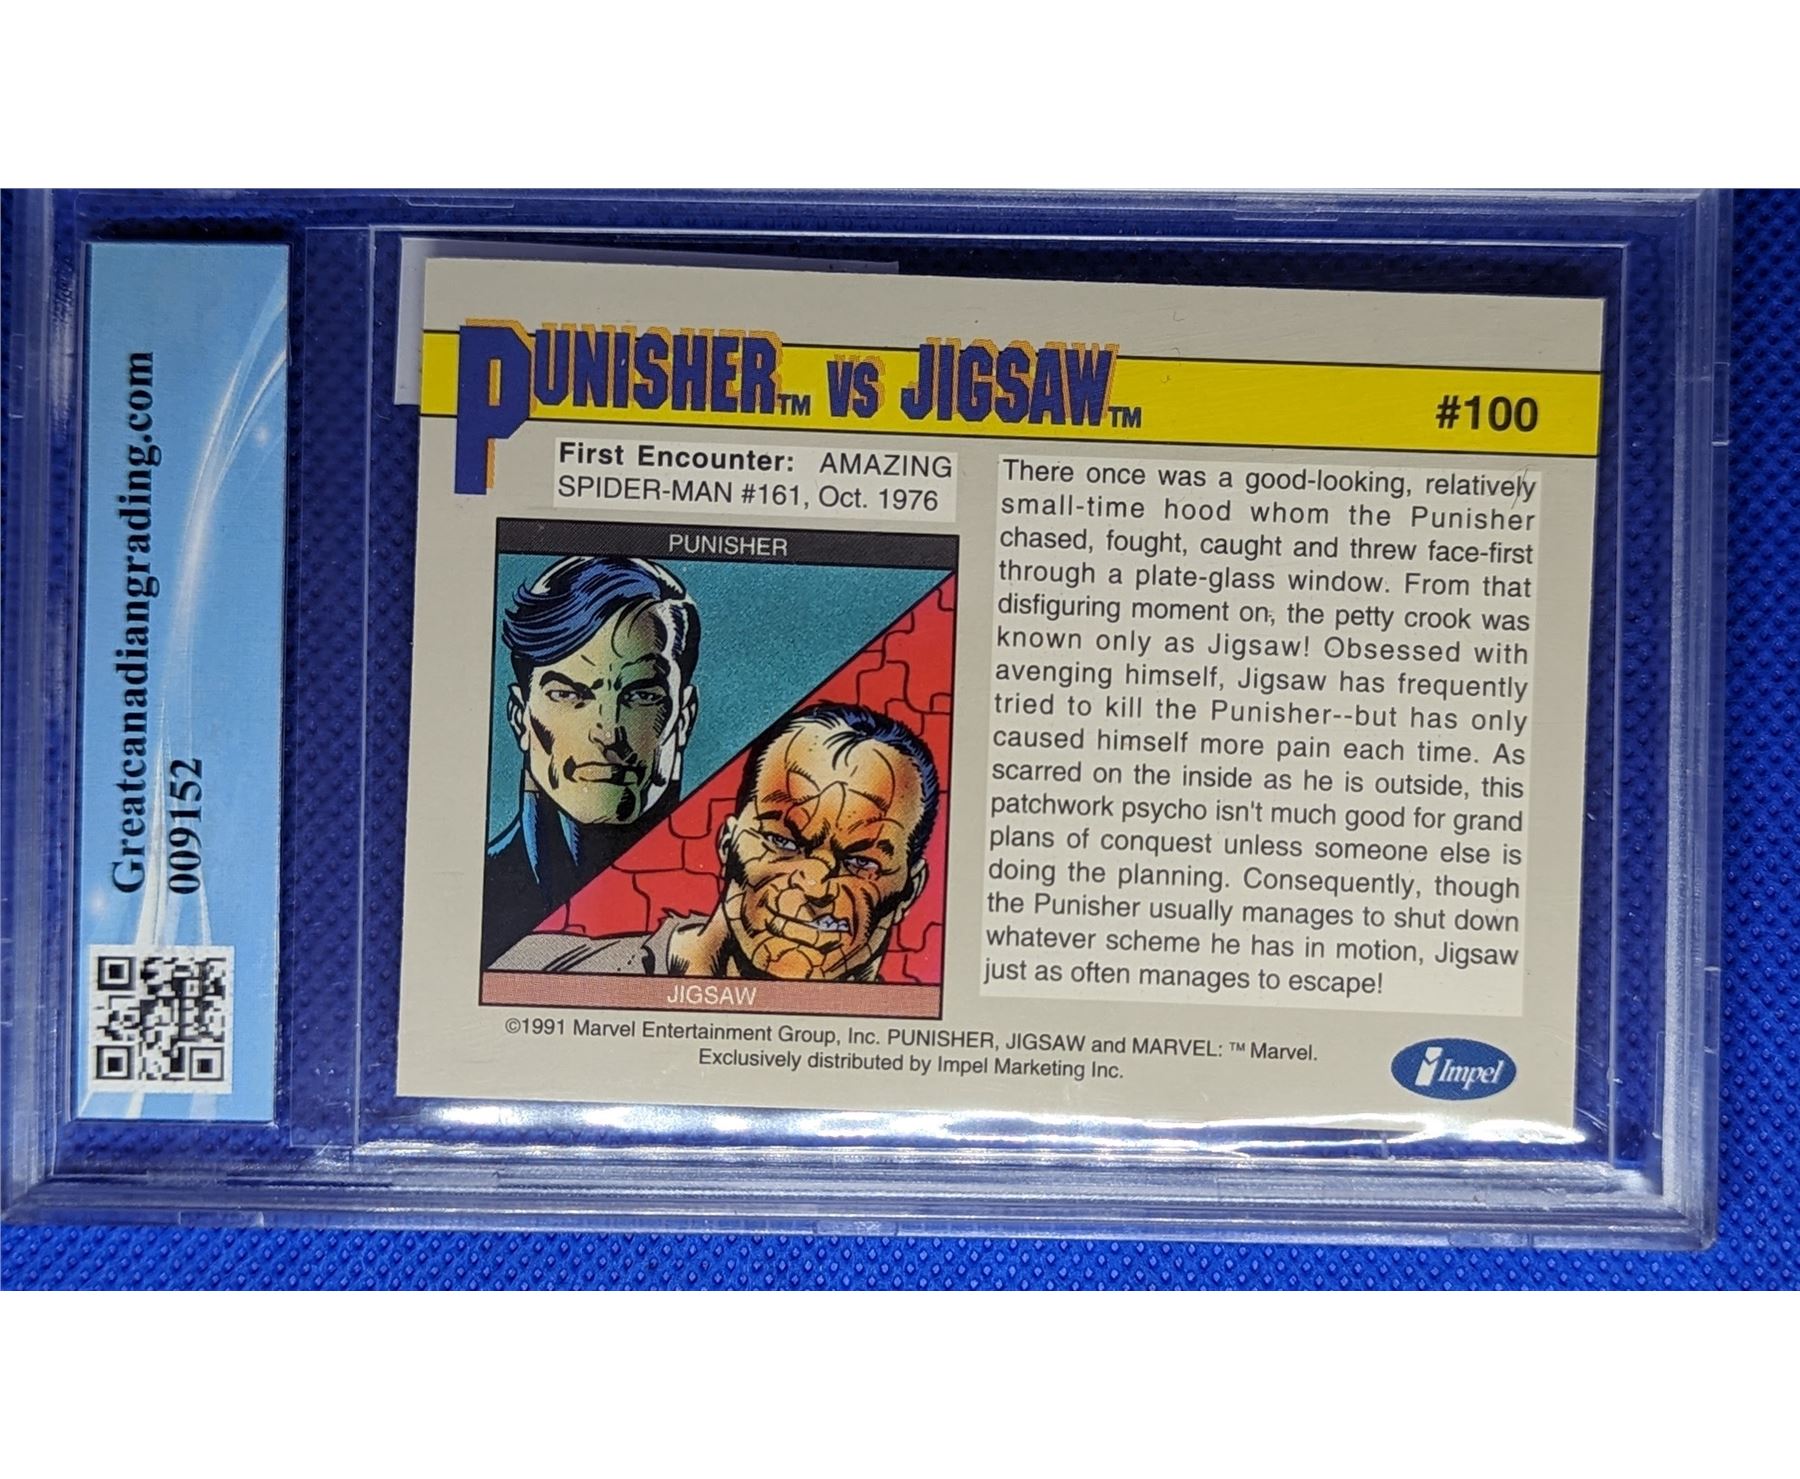 Greatcanadiangrading.com
0091152
PUNISHER™ VS JIGSAW™
#100
First Encounter: AMAZING
SPIDER-MAN #161, Oct. 1976
PUNISHER
JIGSAW
There once was a good-looking, relatively
small-time hood whom the Punisher
chased, fought, caught and threw face-first
through a plate-glass window. From that
disfiguring moment on, the petty crook was
known only as Jigsaw! Obsessed with
avenging himself, Jigsaw has frequently
tried to kill the Punisher--but has only
caused himself more pain each time. As
scarred on the inside as he is outside, this
patchwork psycho isn't much good for grand
plans of conquest unless someone else is
doing the planning. Consequently, though
the Punisher usually manages to shut down
whatever scheme he has in motion, Jigsaw
just as often manages to escape!
©1991 Marvel Entertainment Group, Inc. PUNISHER, JIGSAW and MARVEL: ™ Marvel.
Exclusively distributed by Impel Marketing Inc.
Impel